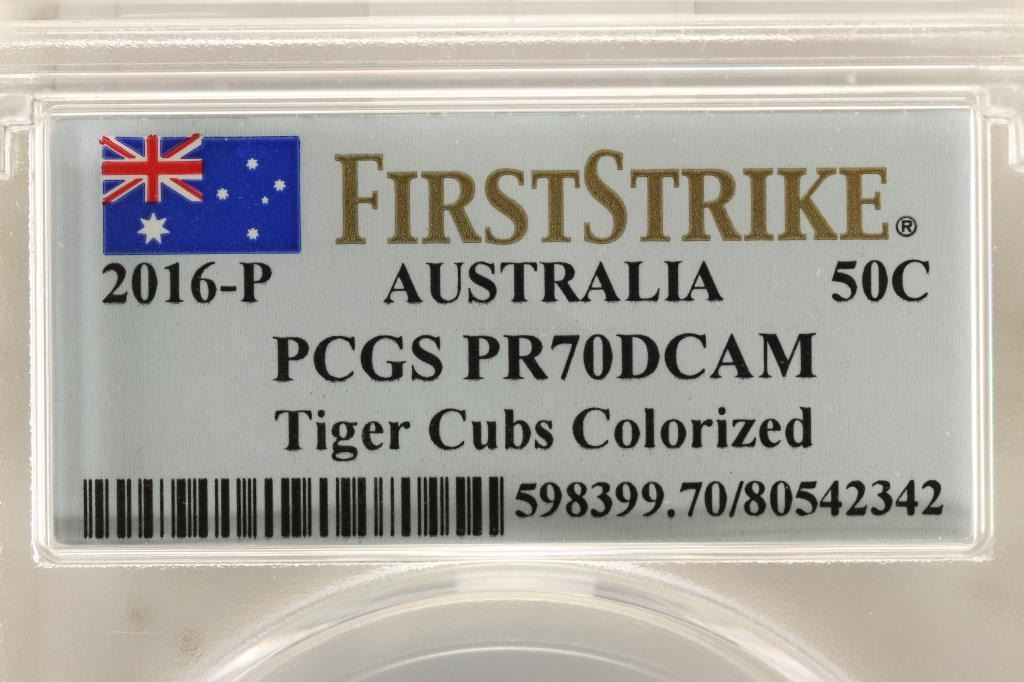 FIRSTSTRIKE®
2016-P AUSTRALIA 50C
PCGS PR70DCAM
Tiger Cubs Colorized
598399.70/80542342